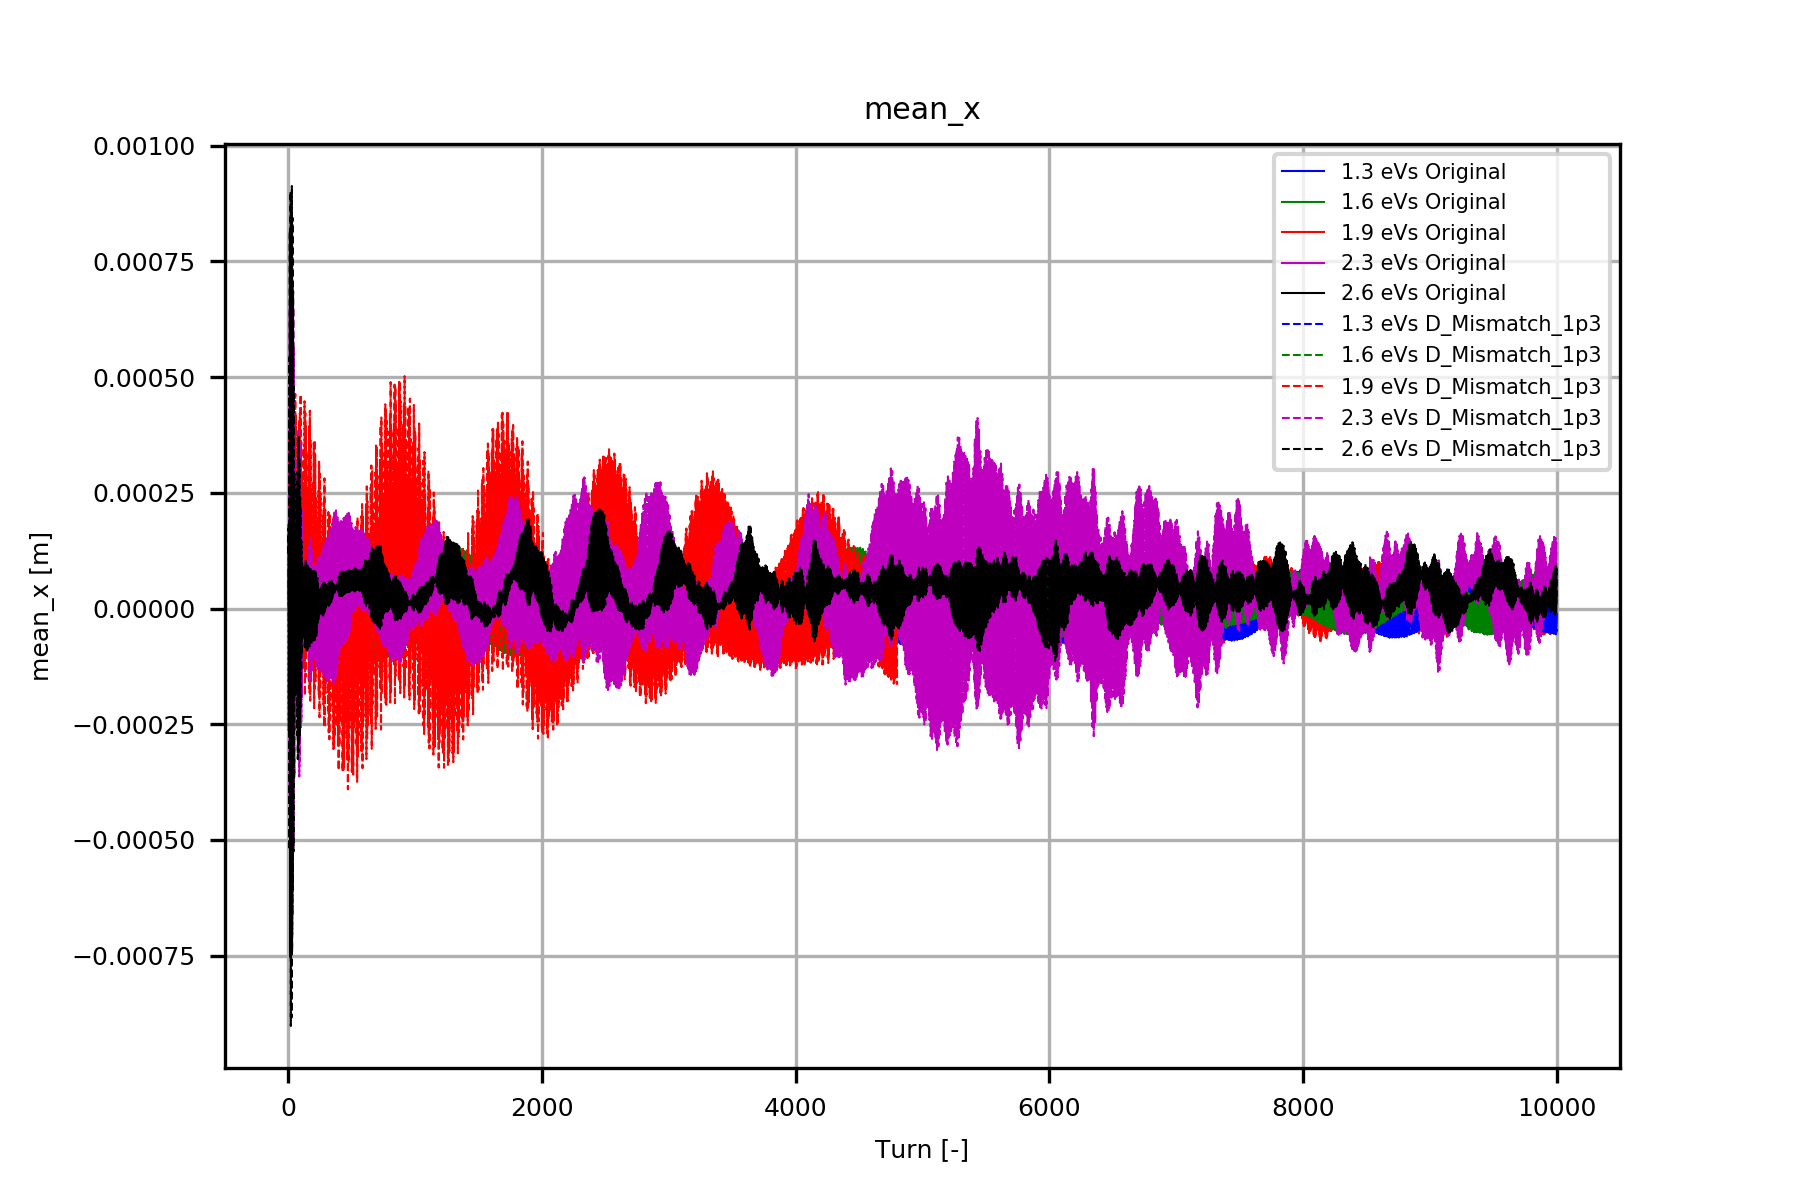 mean_x
0.00100
0.00075
0.00050
0.00025
0.00000
−0.00025
−0.00050
−0.00075
mean_x [m]
1.3 eVs Original
1.6 eVs Original
1.9 eVs Original
2.3 eVs Original
2.6 eVs Original
1.3 eVs D_Mismatch_1p3
1.6 eVs D_Mismatch_1p3
1.9 eVs D_Mismatch_1p3
2.3 eVs D_Mismatch_1p3
2.6 eVs D_Mismatch_1p3
0 2000 4000 6000 8000 10000
Turn [-]